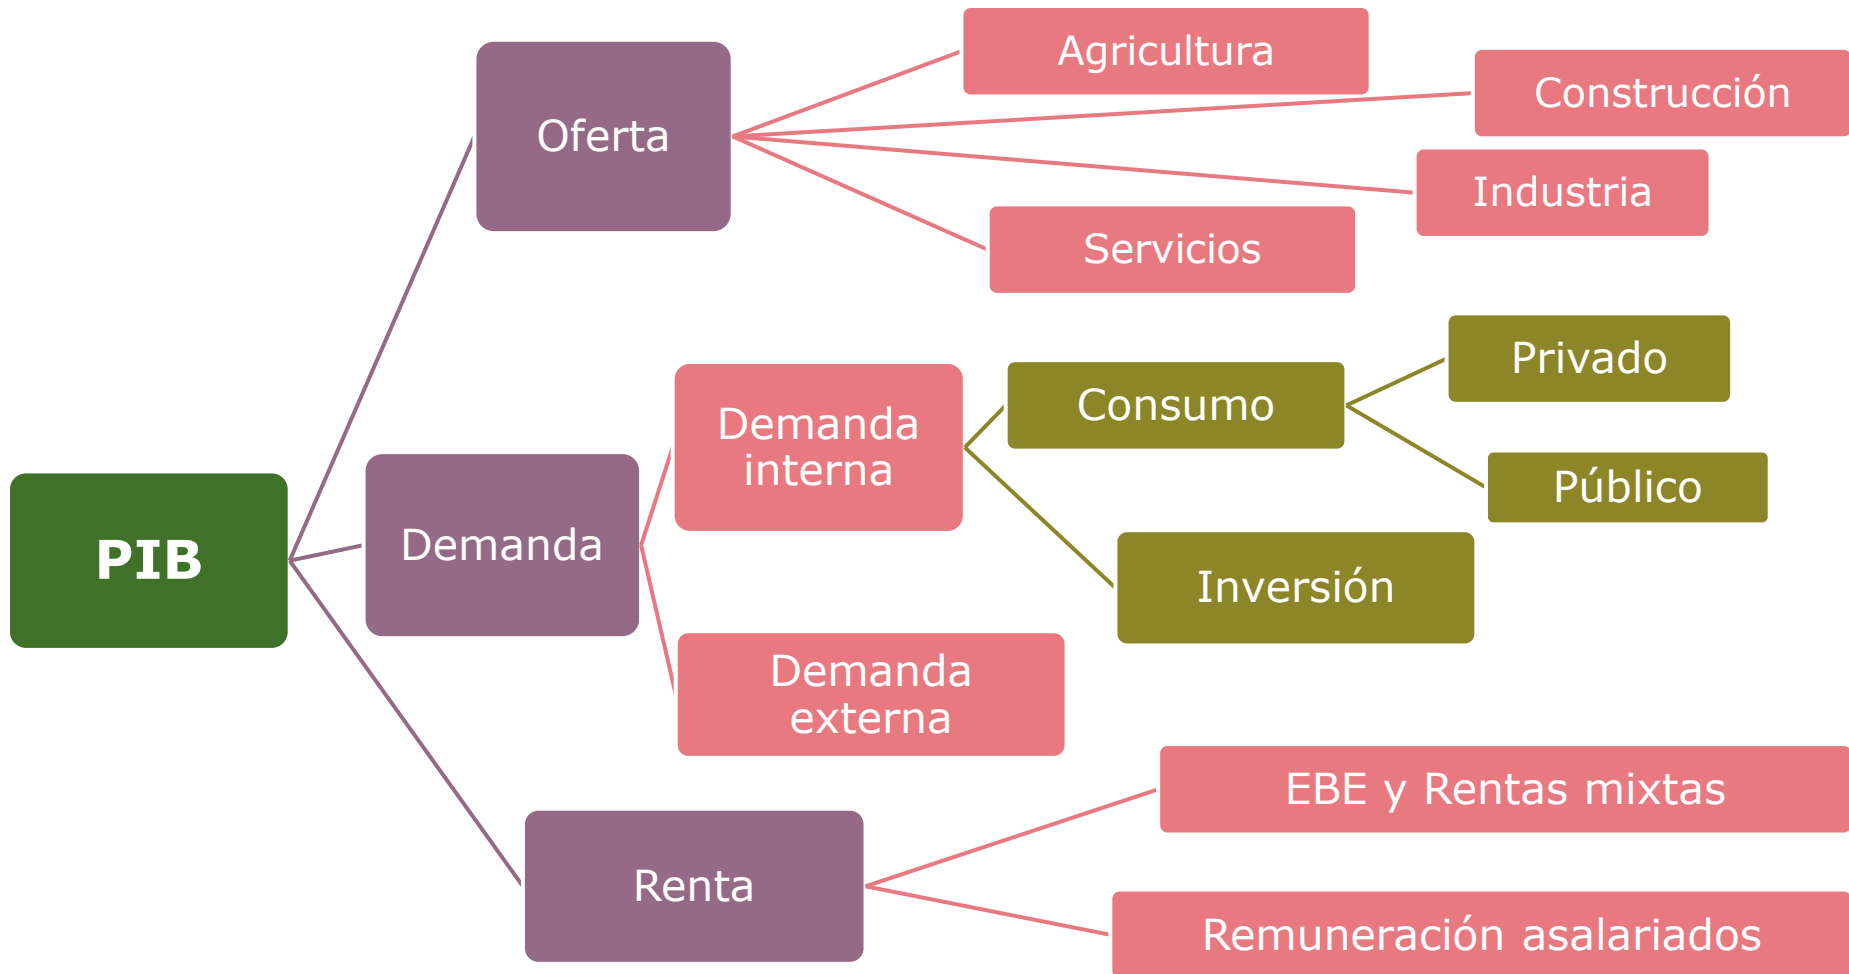 PIB
Oferta
Agricultura
Construcción
Industria
Servicios
Demanda
Demanda
interna
Consumo
Privado
Público
Inversión
Demanda
externa
Renta
EBE y Rentas mixtas
Remuneración asalariados